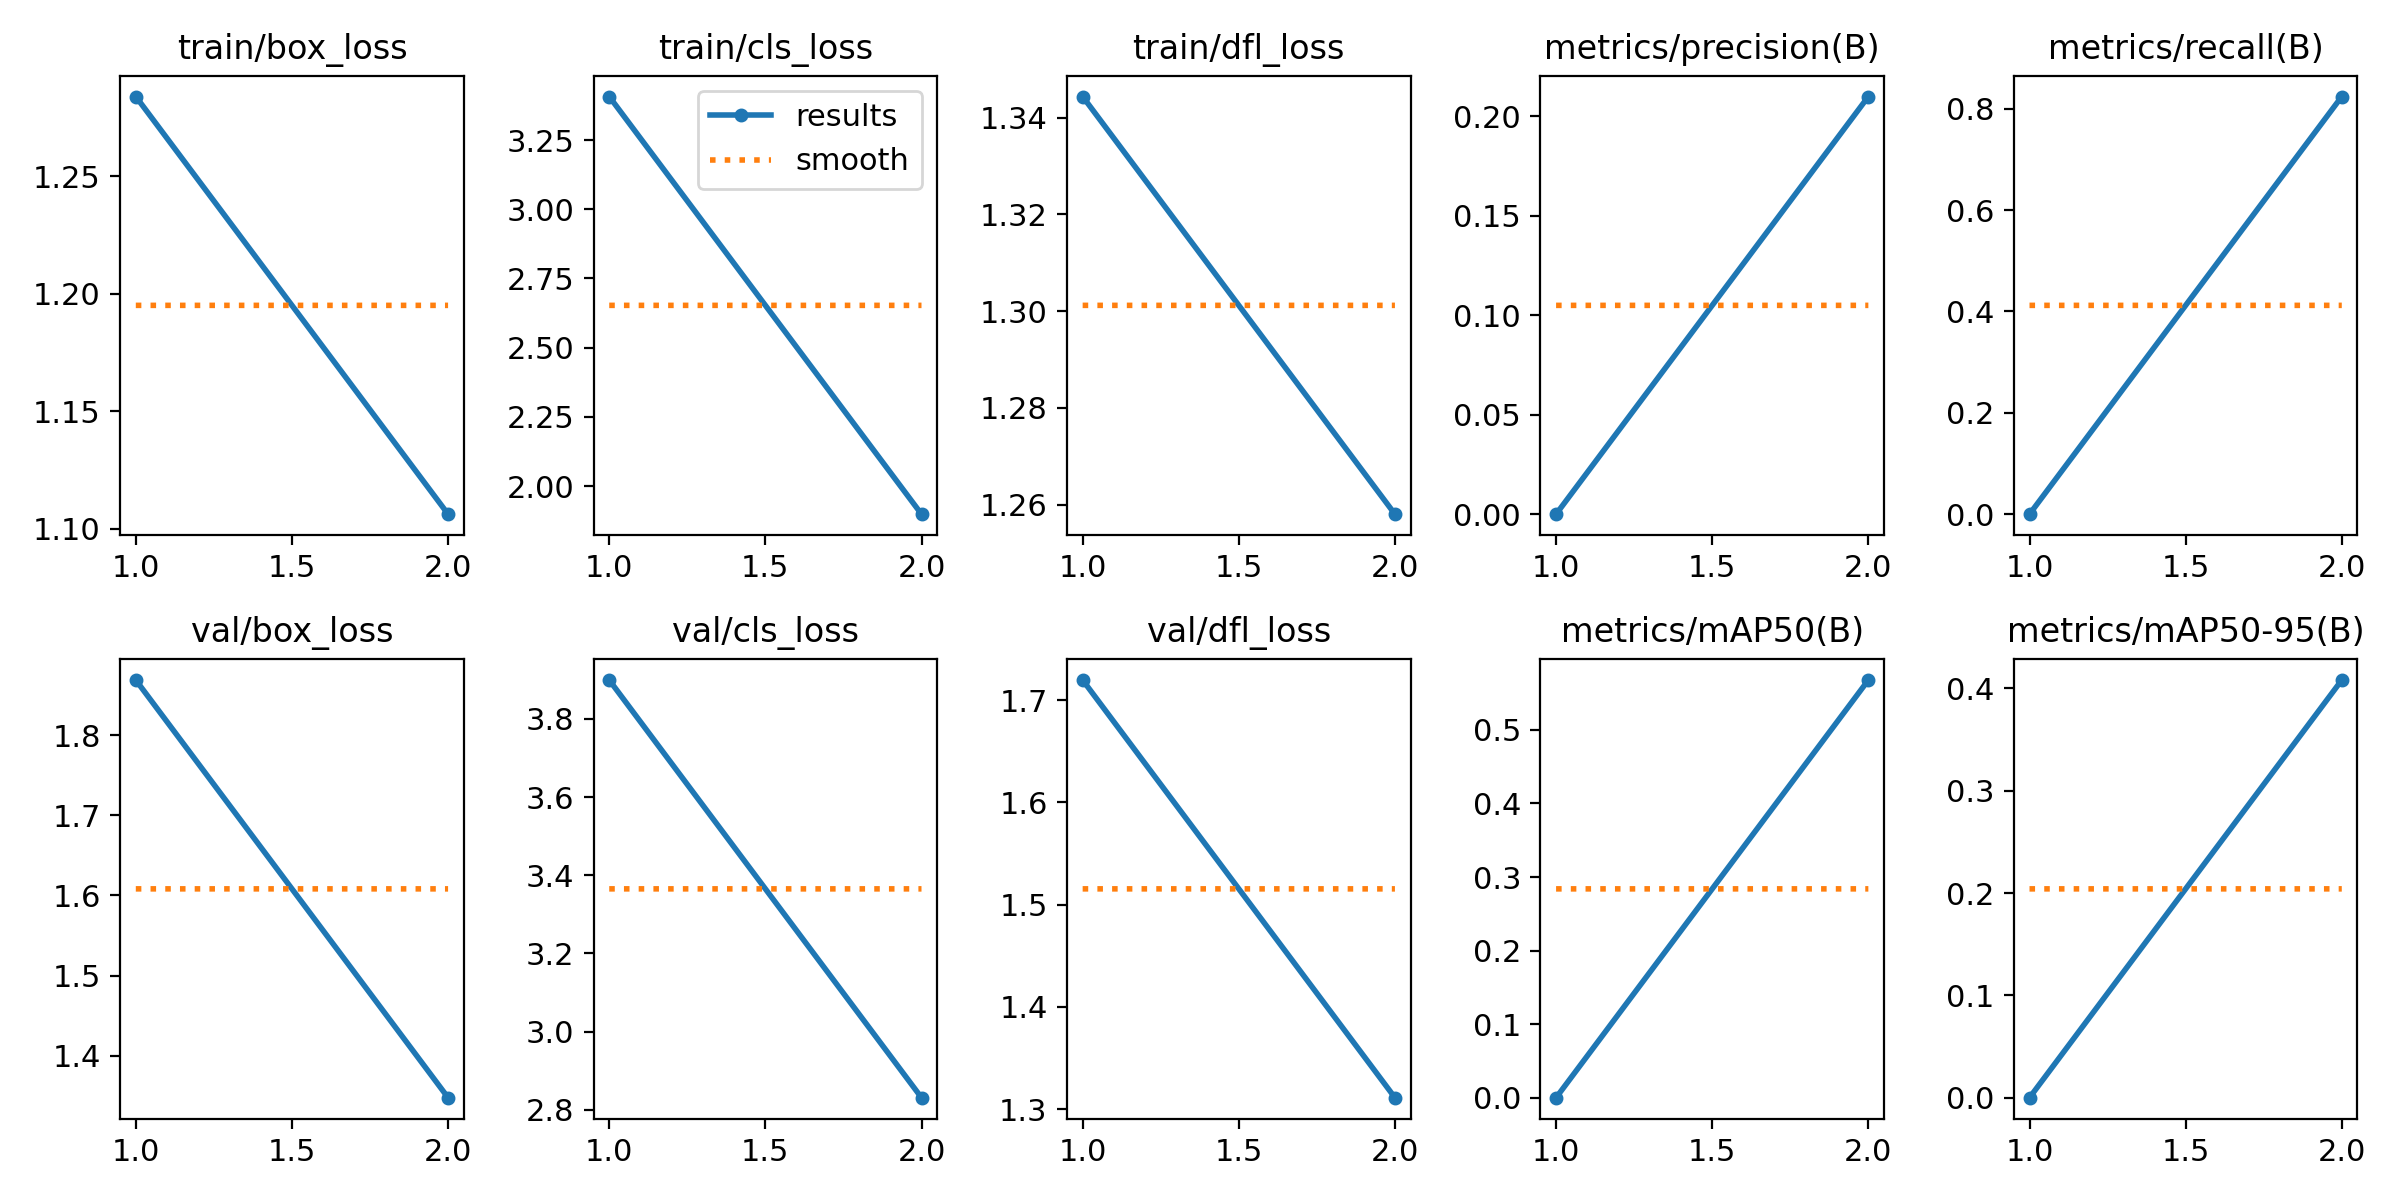 train/box_loss
train/cls_loss
train/dfl_loss
metrics/precision(B)
metrics/recall(B)
1.25
1.20
1.15
1.10
1.0 1.5 2.0
results
smooth
3.25
3.00
2.75
2.50
2.25
2.00
1.0 1.5 2.0
1.34
1.32
1.30
1.28
1.26
1.0 1.5 2.0
0.20
0.15
0.10
0.05
0.00
1.0 1.5 2.0
0.8
0.6
0.4
0.2
0.0
1.0 1.5 2.0
val/box_loss
val/cls_loss
val/dfl_loss
metrics/mAP50(B)
metrics/mAP50-95(B)
1.8
1.7
1.6
1.5
1.4
1.0 1.5 2.0
3.8
3.6
3.4
3.2
3.0
2.8
1.0 1.5 2.0
1.7
1.6
1.5
1.4
1.3
1.0 1.5 2.0
0.5
0.4
0.3
0.2
0.1
0.0
1.0 1.5 2.0
0.4
0.3
0.2
0.1
0.0
1.0 1.5 2.0